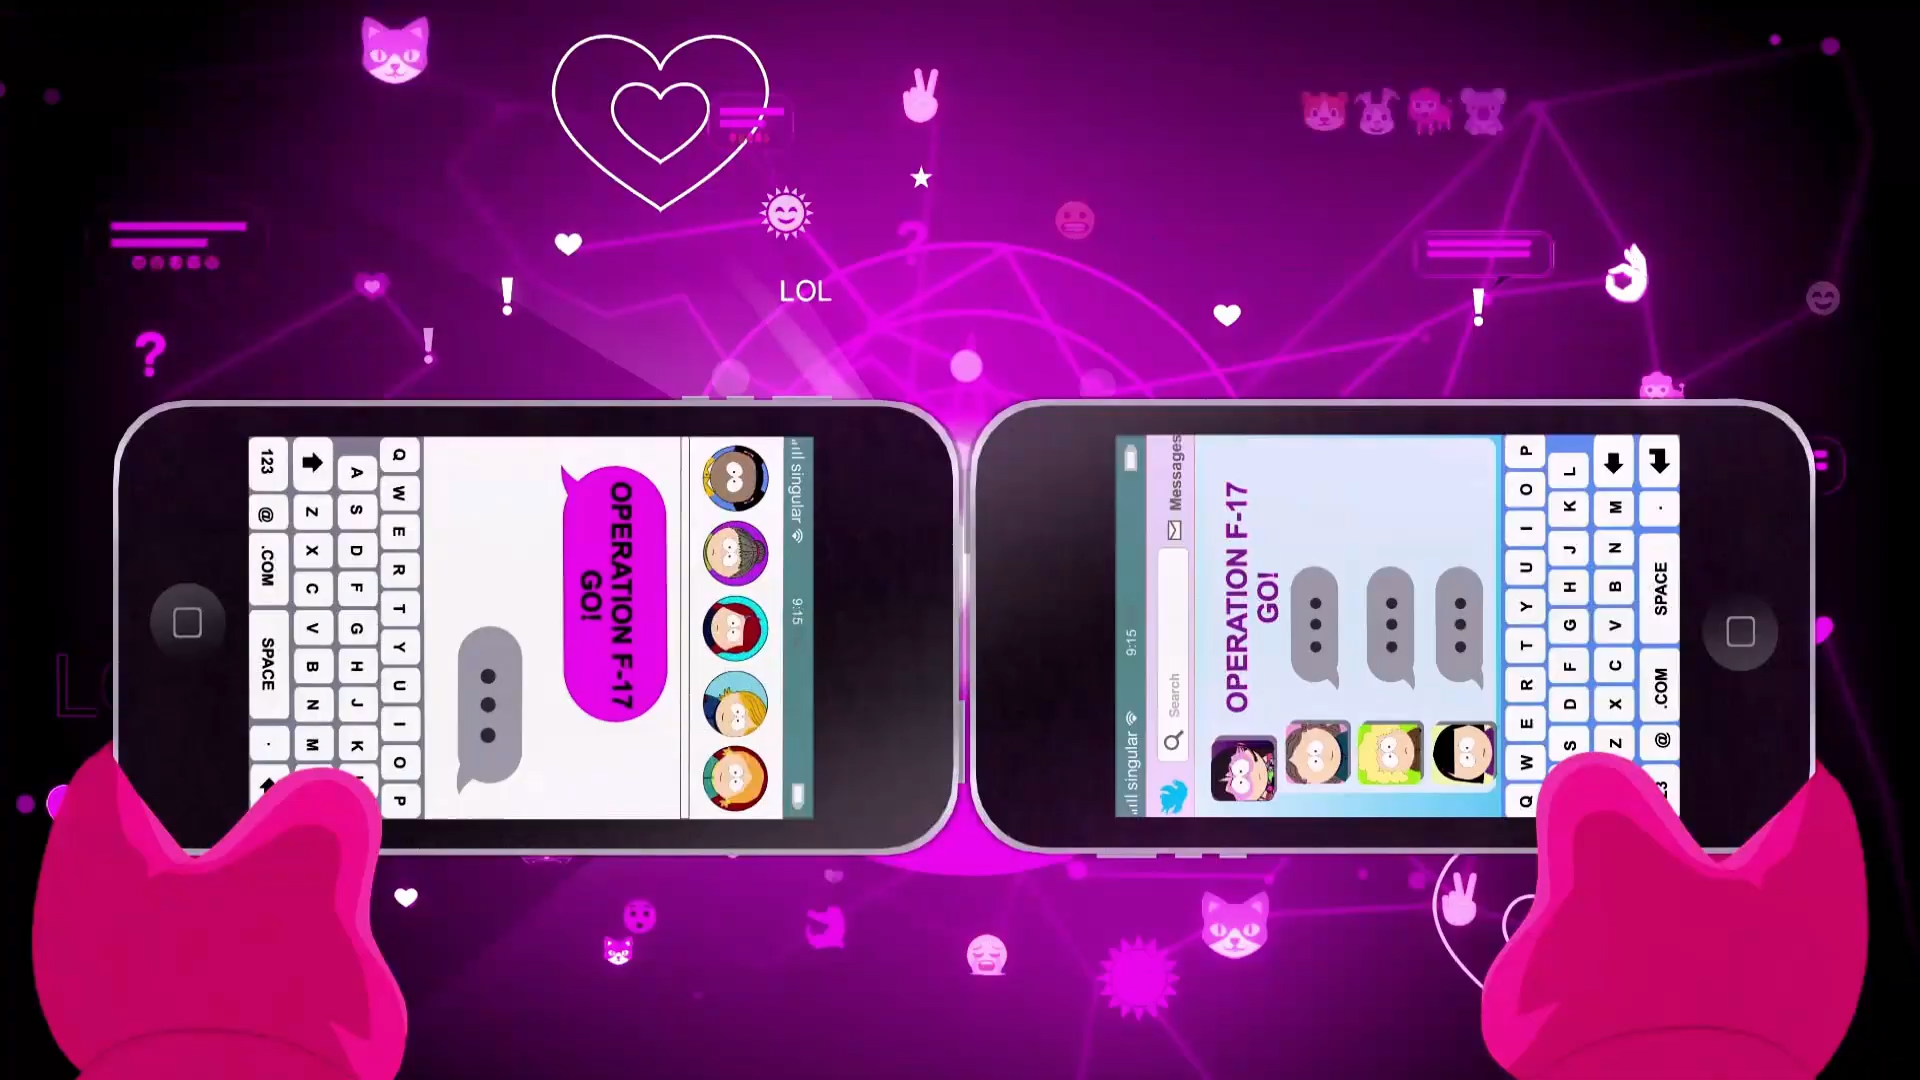 LOL
singular 9:15
OPERATION F-17
GO!
Q W E R T Y U I O P
A S D F G H J K
Z X C V B N M
123 @ .COM SPACE .
singular 9:15
Search Messages
OPERATION F-17
GO!
Q W E R T Y U I O P
S D F G H J K L
Z X C V B N M
@ .COM SPACE .